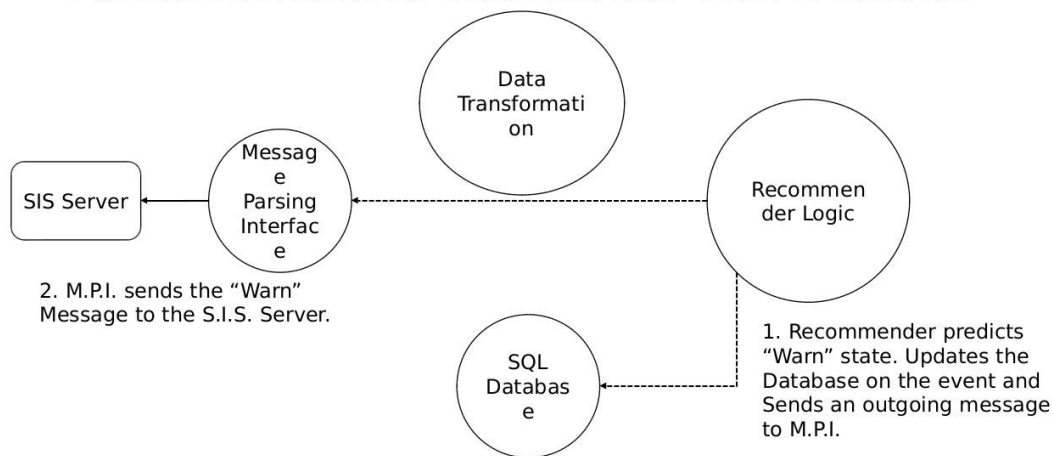 Data
Transformati
on
Messag
e
Parsing
Interfac
e
SIS Server
Recommen
der Logic
2. M.P.I. sends the “Warn”
Message to the S.I.S. Server.
SQL
Databas
e
1. Recommender predicts
“Warn” state. Updates the
Database on the event and
Sends an outgoing message
to M.P.I.